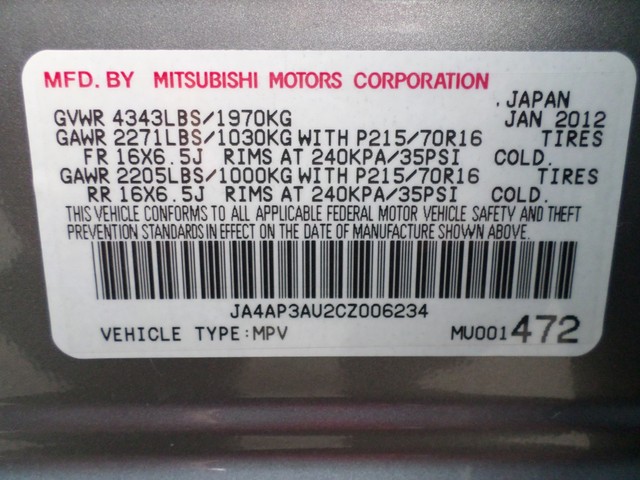 MFD. BY MITSUBISHI MOTORS CORPORATION
.JAPAN
GVWR 4343LBS/1970KG JAN 2012
GAWR 2271LBS/1030KG WITH P215/70R16 TIRES
FR 16X6.5J RIMS AT 240KPA/35PSI COLD.
GAWR 2205LBS/1000KG WITH P215/70R16 TIRES
RR 16X6.5J RIMS AT 240KPA/35PSI COLD.
THIS VEHICLE CONFORMS TO ALL APPLICABLE FEDERAL MOTOR VEHICLE SAFETY AND THEFT
PREVENTION STANDARDS IN EFFECT ON THE DATE OF MANUFACTURE SHOWN ABOVE.
JA4AP3AU2CZ006234
VEHICLE TYPE:MPV MU001472